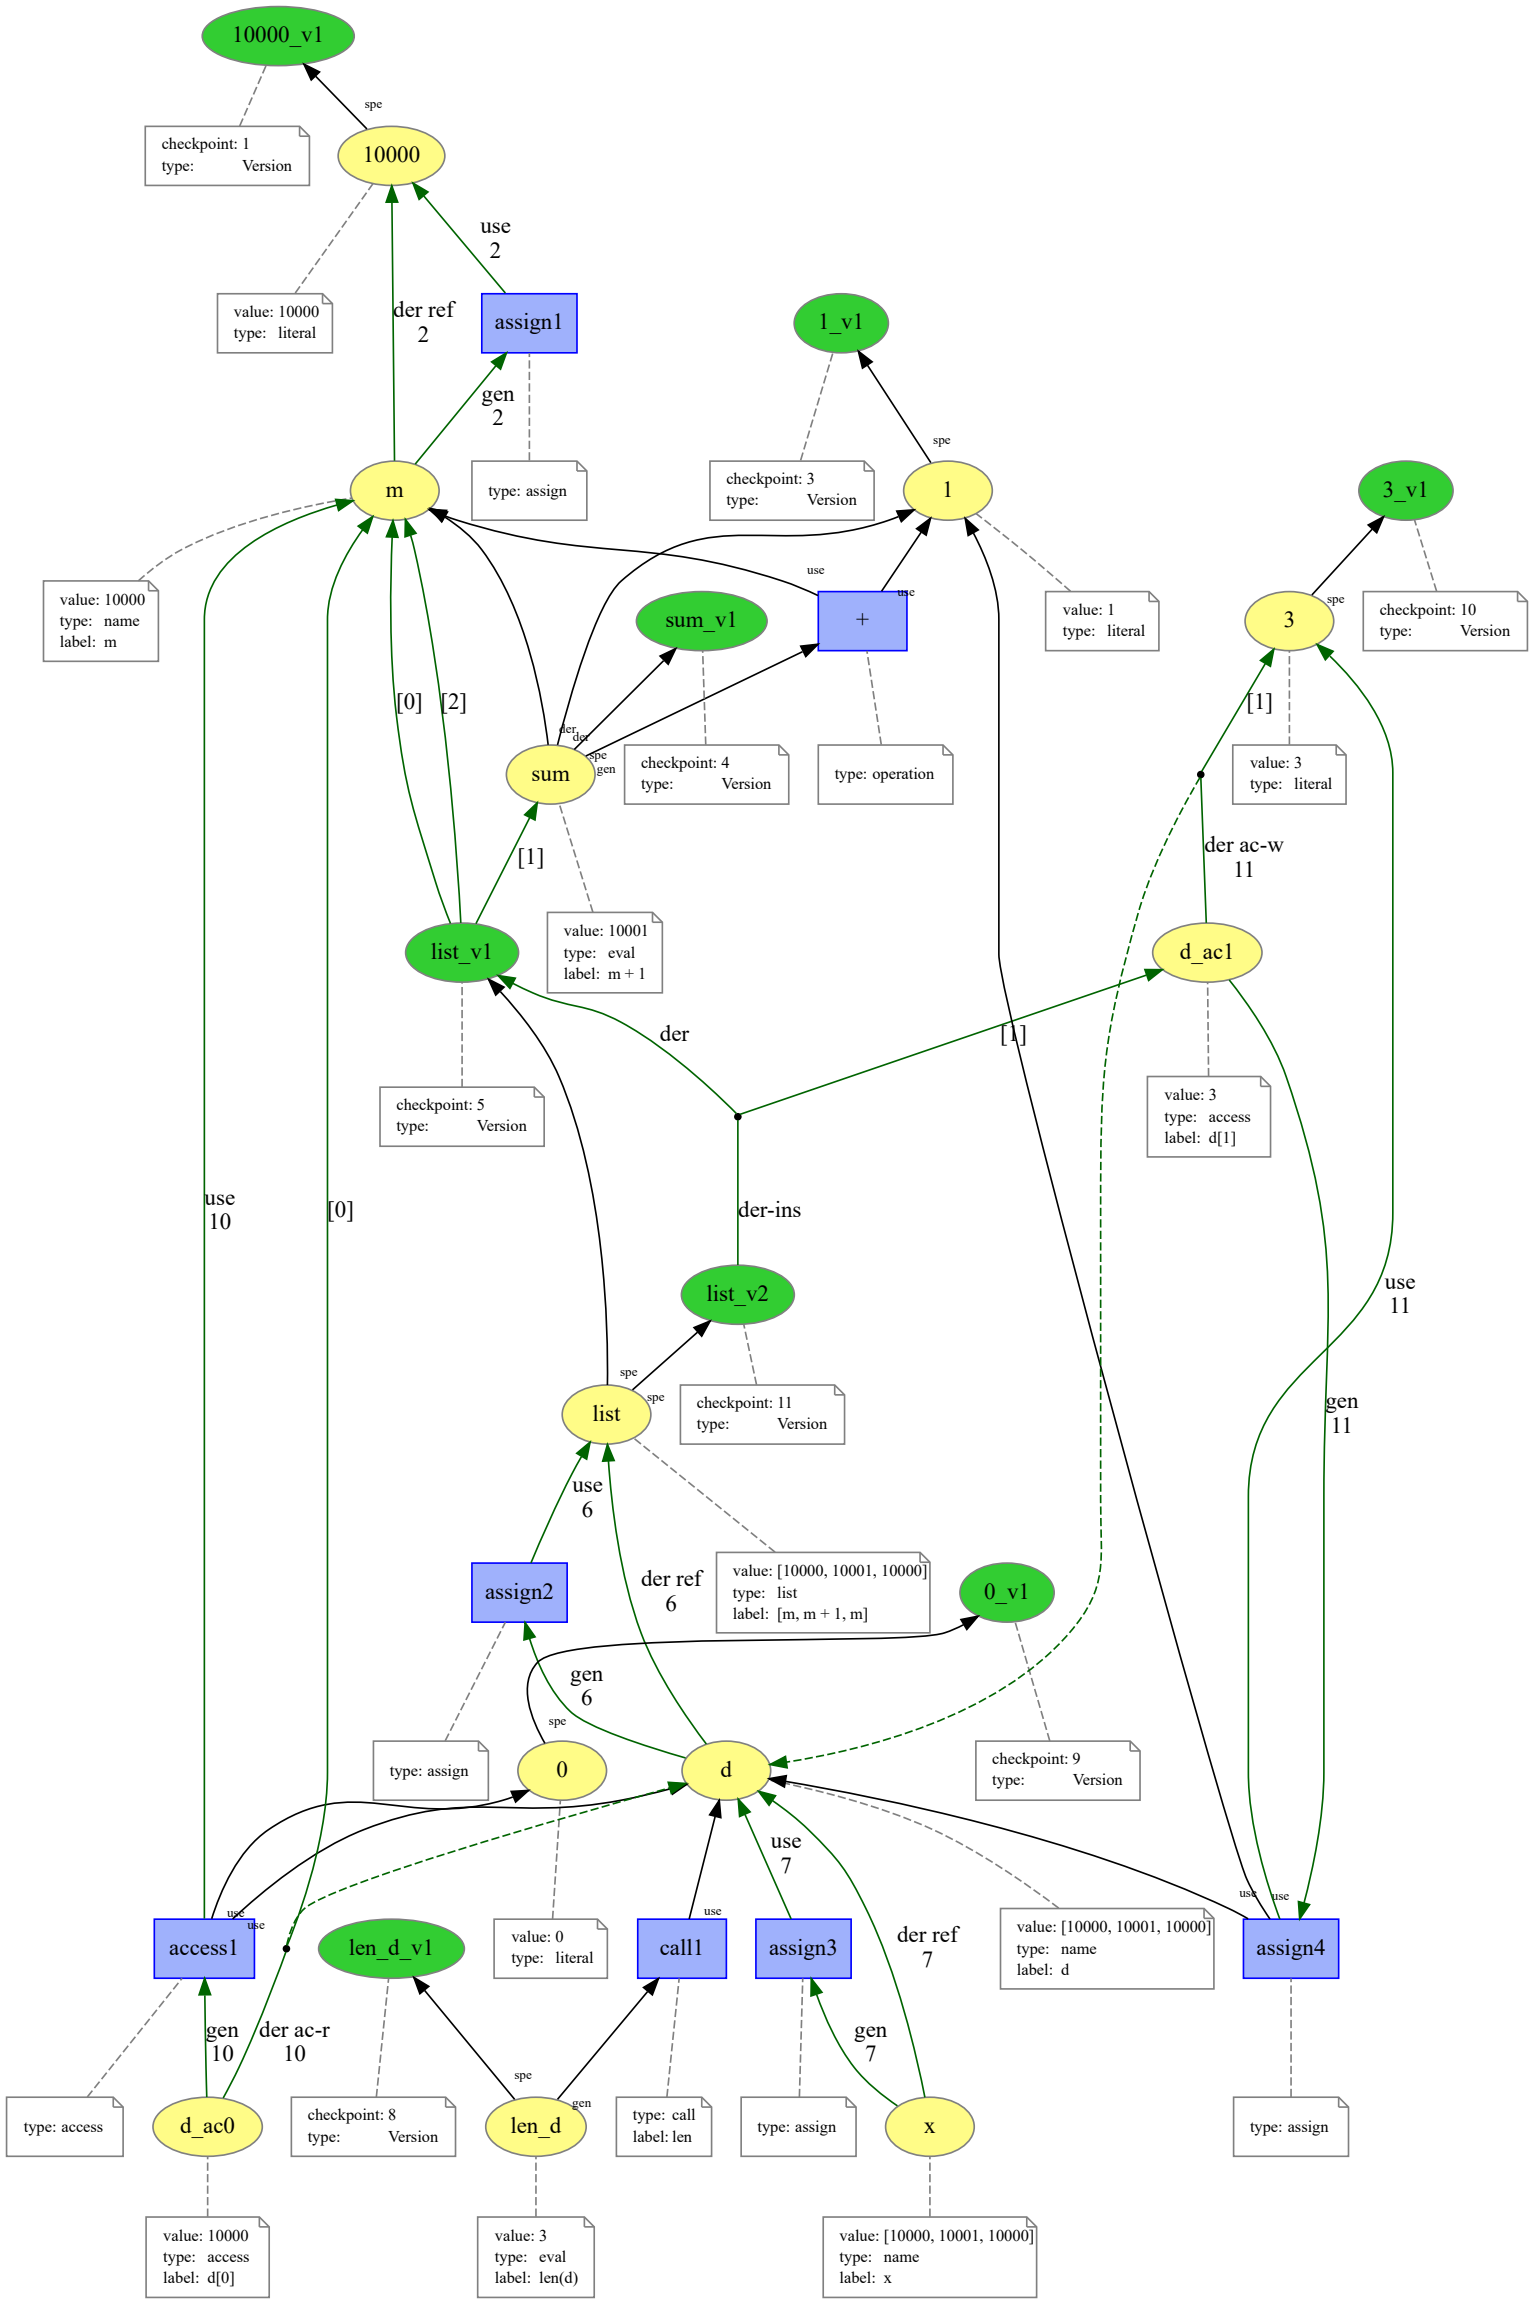 10000_v1
spe
checkpoint: 1
type: Version
10000
use
2
value: 10000
type: literal
der ref
2
assign1
1_v1
gen
2
spe
m
type: assign
checkpoint: 3
type: Version
1
3_v1
use
use
value: 10000
type: name
label: m
sum_v1
+
value: 1
type: literal
3
spe
checkpoint: 10
type: Version
[0]
[2]
[1]
der
der
spe
gen
sum
checkpoint: 4
type: Version
type: operation
value: 3
type: literal
[1]
der ac-w
11
list_v1
value: 10001
type: eval
label: m + 1
d_ac1
der
[1]
checkpoint: 5
type: Version
value: 3
type: access
label: d[1]
use
10
[0]
der-ins
list_v2
use
11
spe
spe
list
checkpoint: 11
type: Version
gen
11
use
6
der ref
6
value: [10000, 10001, 10000]
type: list
label: [m, m + 1, m]
assign2
0_v1
gen
6
spe
type: assign
0
d
checkpoint: 9
type: Version
use
7
use
use
use
use
use
access1
len_d_v1
value: 0
type: literal
call1
assign3
der ref
7
value: [10000, 10001, 10000]
type: name
label: d
assign4
gen
10
der ac-r
10
gen
7
spe
gen
type: access
d_ac0
checkpoint: 8
type: Version
len_d
type: call
label: len
type: assign
x
type: assign
value: 10000
type: access
label: d[0]
value: 3
type: eval
label: len(d)
value: [10000, 10001, 10000]
type: name
label: x